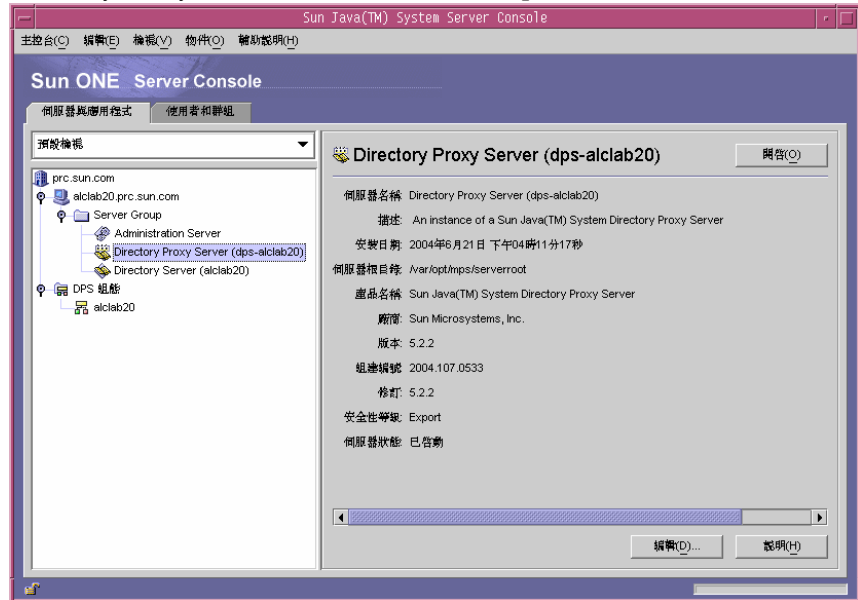 Sun Java(TM) System Server Console
主控台(C) 編輯(E) 檢視(V) 物件(O) 輔助說明(H)
Sun ONE Server Console
伺服器與應用程式 使用者和群組
預設檢視
prc.sun.com
alclab20.prc.sun.com
Server Group
Administration Server
Directory Proxy Server (dps-alclab20)
Directory Server (alclab20)
DPS 組態
alclab20
Directory Proxy Server (dps-alclab20) 開啟(O)
伺服器名稱: Directory Proxy Server (dps-alclab20)
描述: An instance of a Sun Java(TM) System Directory Proxy Server
安裝日期: 2004年6月21日 下午04時11分17秒
伺服器根目錄: /var/opt/mps/serverroot
產品名稱: Sun Java(TM) System Directory Proxy Server
廠商: Sun Microsystems, Inc.
版本: 5.2.2
組建編號: 2004.107.0533
修訂: 5.2.2
安全性等級: Export
伺服器狀態: 已啟動
編輯(D)... 說明(H)